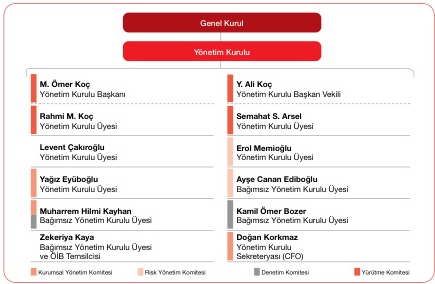 Genel Kurul
Yönetim Kurulu
M. Ömer Koç
Yönetim Kurulu Başkanı
Y. Ali Koç
Yönetim Kurulu Başkan Vekili
Rahmi M. Koç
Yönetim Kurulu Üyesi
Semahat S. Arsel
Yönetim Kurulu Üyesi
Levent Çakıroğlu
Yönetim Kurulu Üyesi
Erol Memioğlu
Yönetim Kurulu Üyesi
Yağız Eyüboğlu
Yönetim Kurulu Üyesi
Ayşe Canan Ediboğlu
Bağımsız Yönetim Kurulu Üyesi
Muharrem Hilmi Kayhan
Bağımsız Yönetim Kurulu Üyesi
Kamil Ömer Bozer
Bağımsız Yönetim Kurulu Üyesi
Zekeriya Kaya
Bağımsız Yönetim Kurulu Üyesi
ve ÖİB Temsilcisi
Doğan Korkmaz
Yönetim Kurulu
Sekreteryası (CFO)
Kurumsal Yönetim Komitesi
Risk Yönetim Komitesi
Denetim Komitesi
Yürütme Komitesi